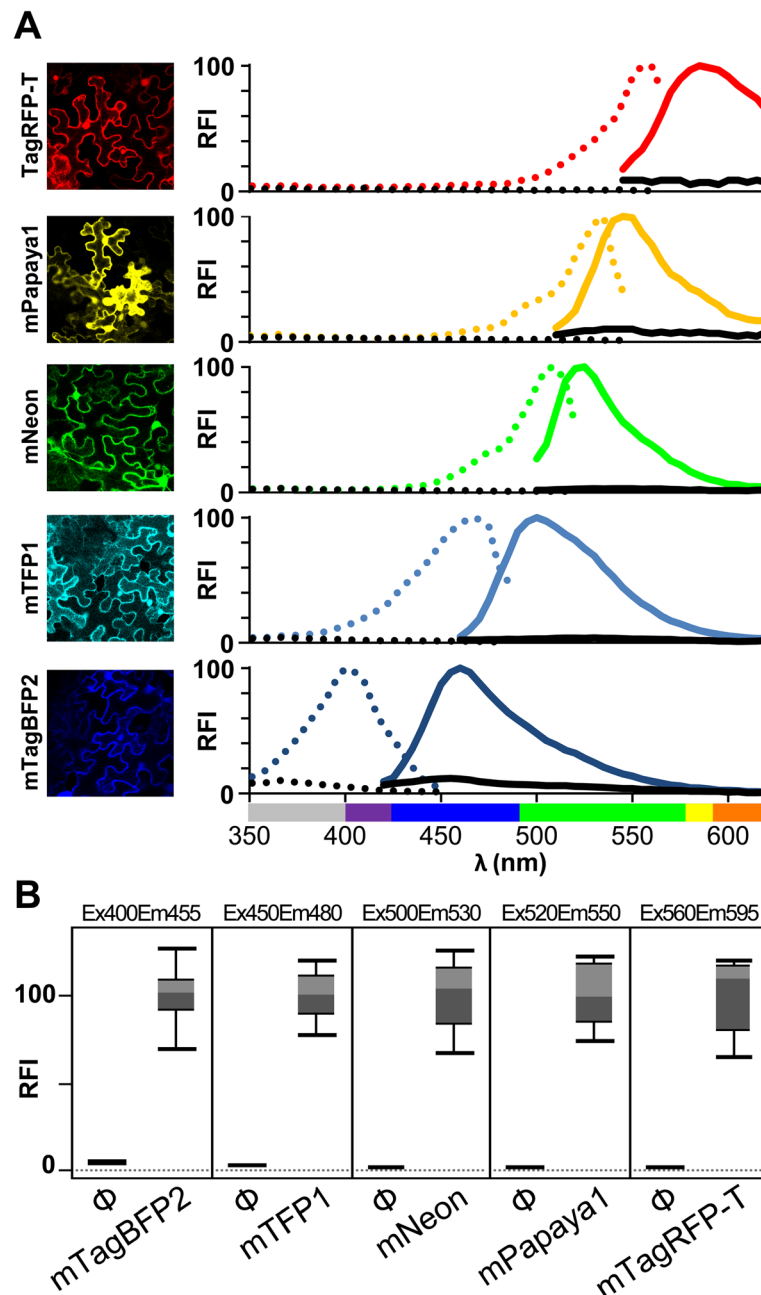 A
TagRFP-T
RFI
100
0
mPapaya1
RFI
100
0
mNeon
RFI
100
0
mTFP1
RFI
100
0
mTagBFP2
RFI
100
0
350 400 450 500 550 600
λ (nm)
B
Ex400Em455 Ex450Em480 Ex500Em530 Ex520Em550 Ex560Em595
RFI
100
0
Φ mTagBFP2 Φ mTFP1 Φ mNeon Φ mPapaya1 Φ mTagRFP-T